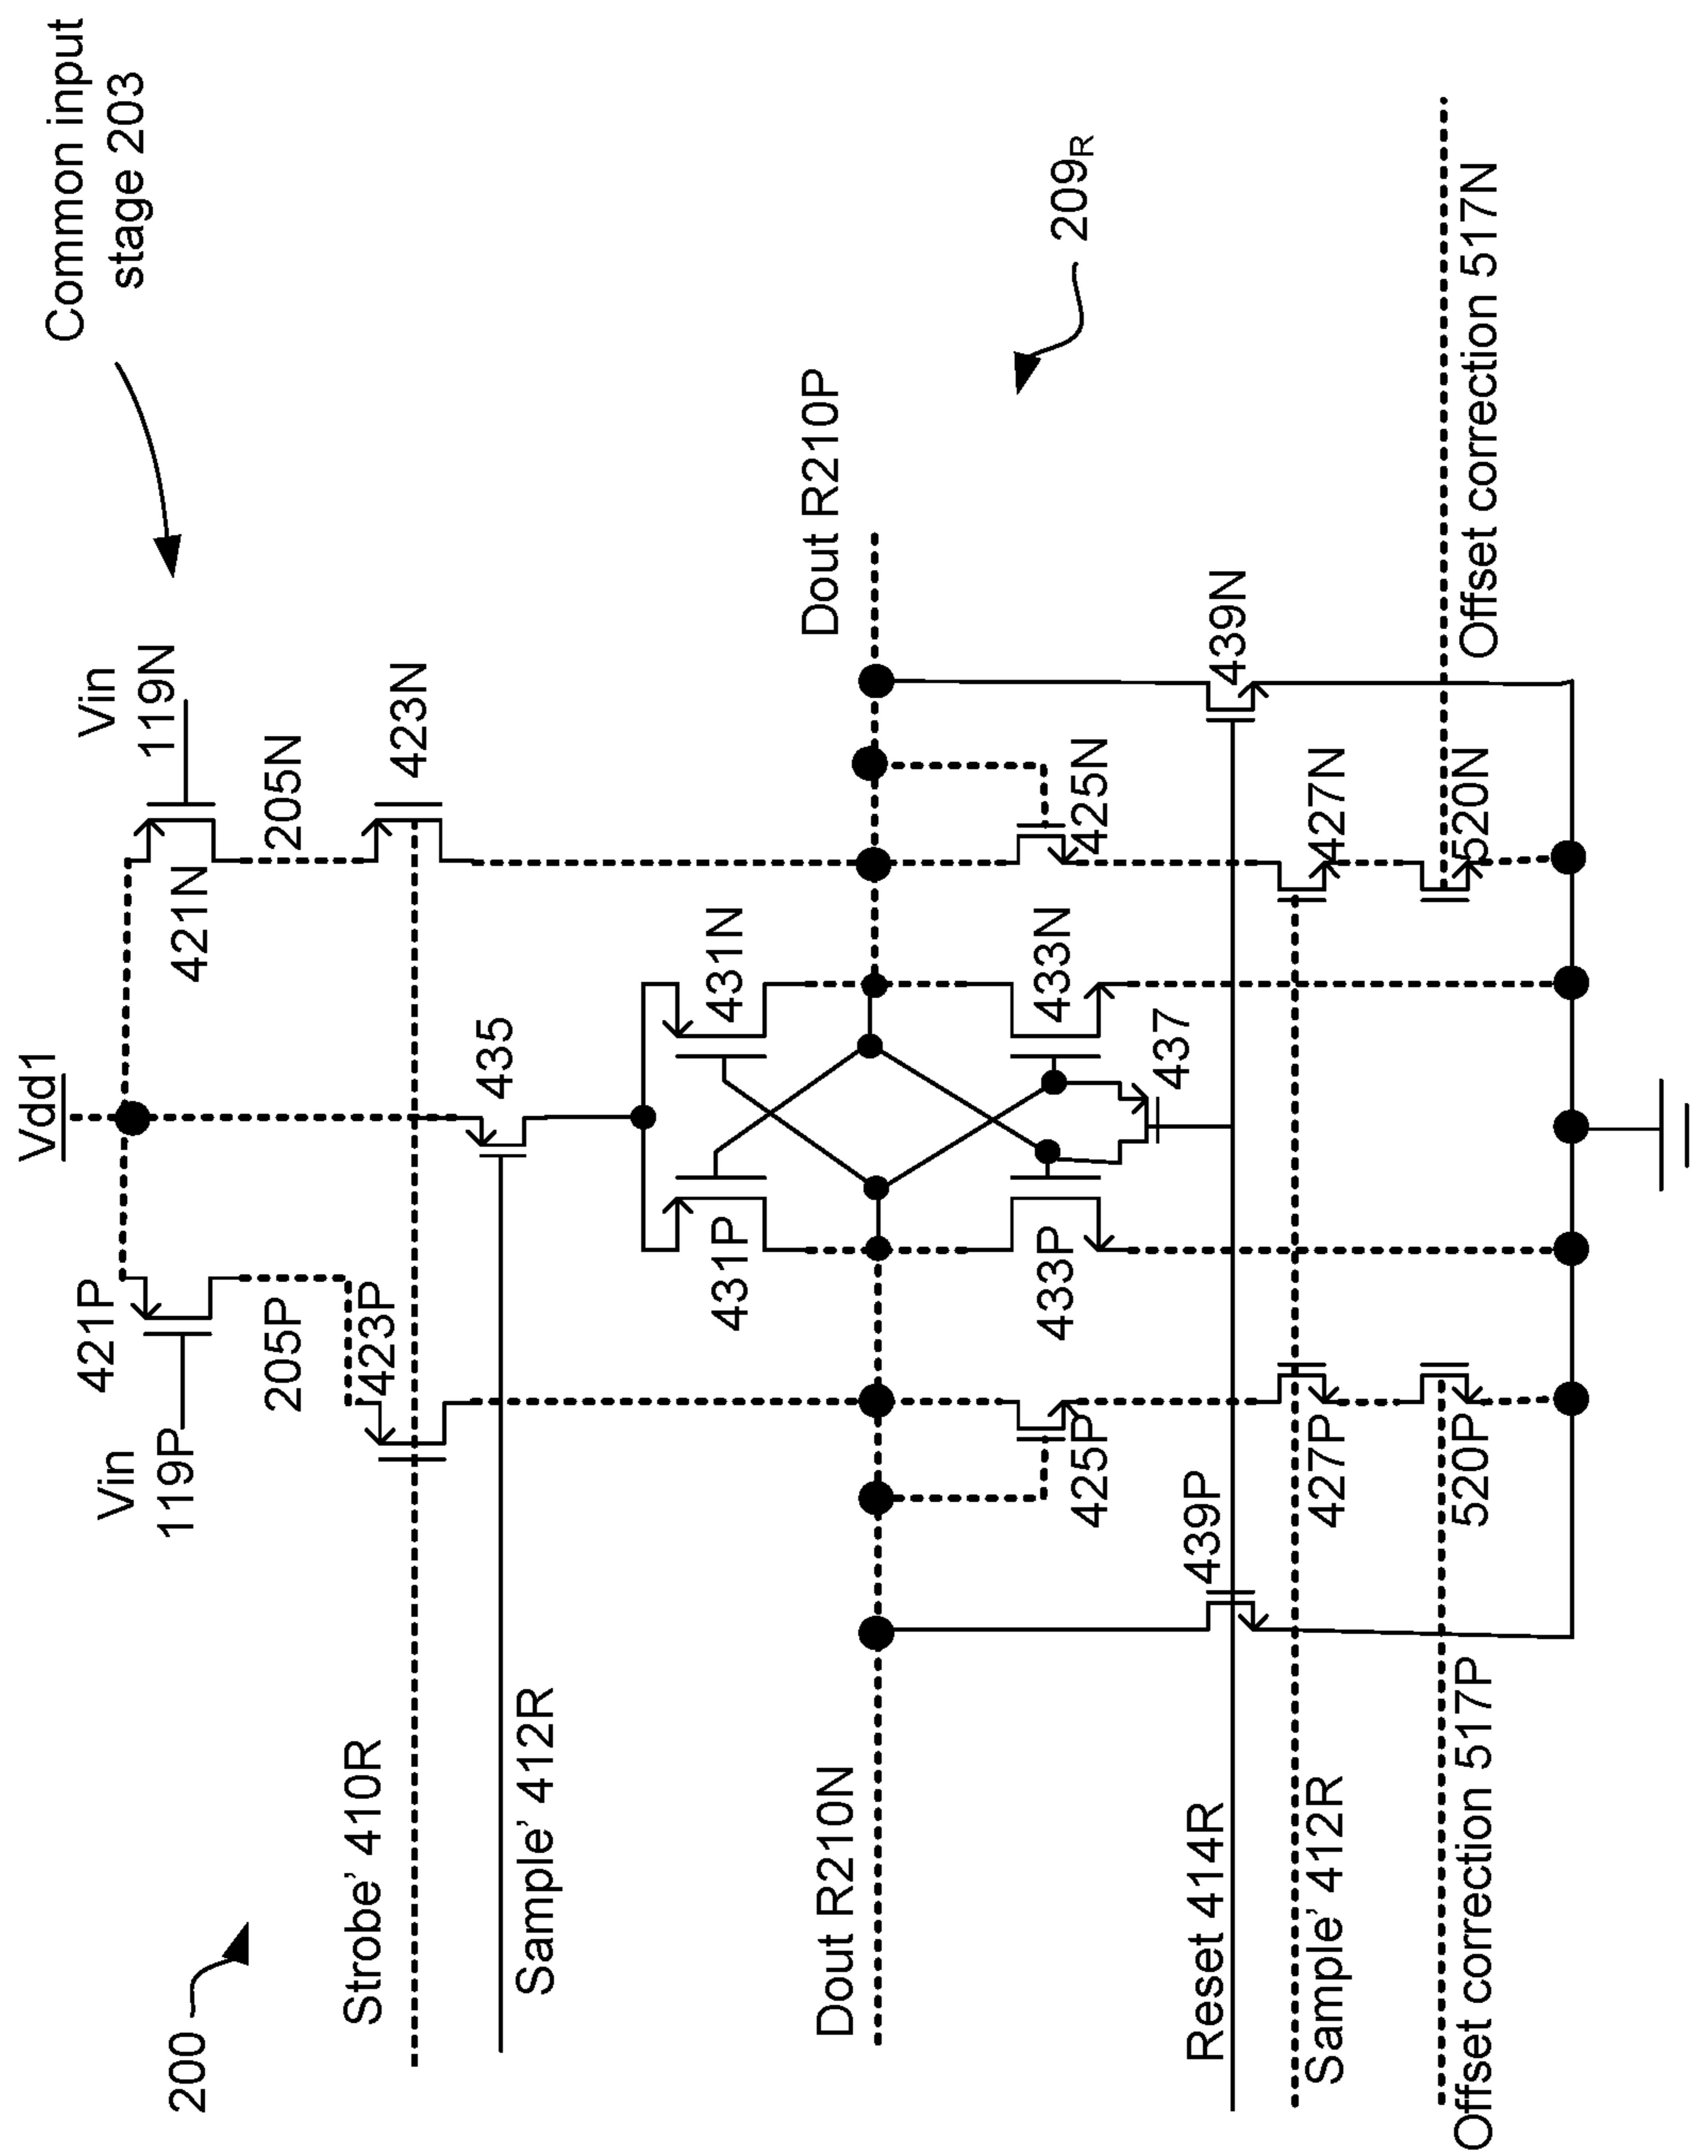 Common input
stage 203
200
Vdd1
Vin
119P
421P
205P
423P
Vin
119N
421N
205N
423N
Strobe’ 410R
Sample’ 412R
435
431P
431N
Dout R210N
Dout R210P
209R
425P
433P
433N
425N
437
439P
439N
Reset 414R
Sample’ 412R
427P
427N
Offset correction 517P
520P
520N
Offset correction 517N